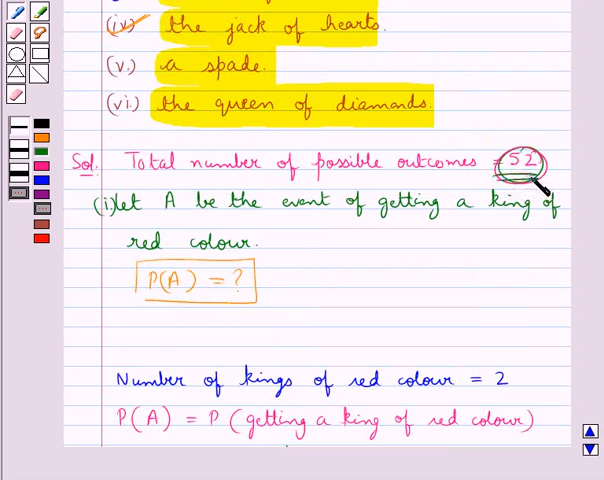 (iv) the jack of hearts.
(v.) a spade.
(vi.) the queen of diamonds.
Sol. Total number of possible outcomes = 52
(i) let A be the event of getting a king of
red colour.
P(A) = ?
Number of kings of red colour = 2
P(A) = P (getting a king of red colour)